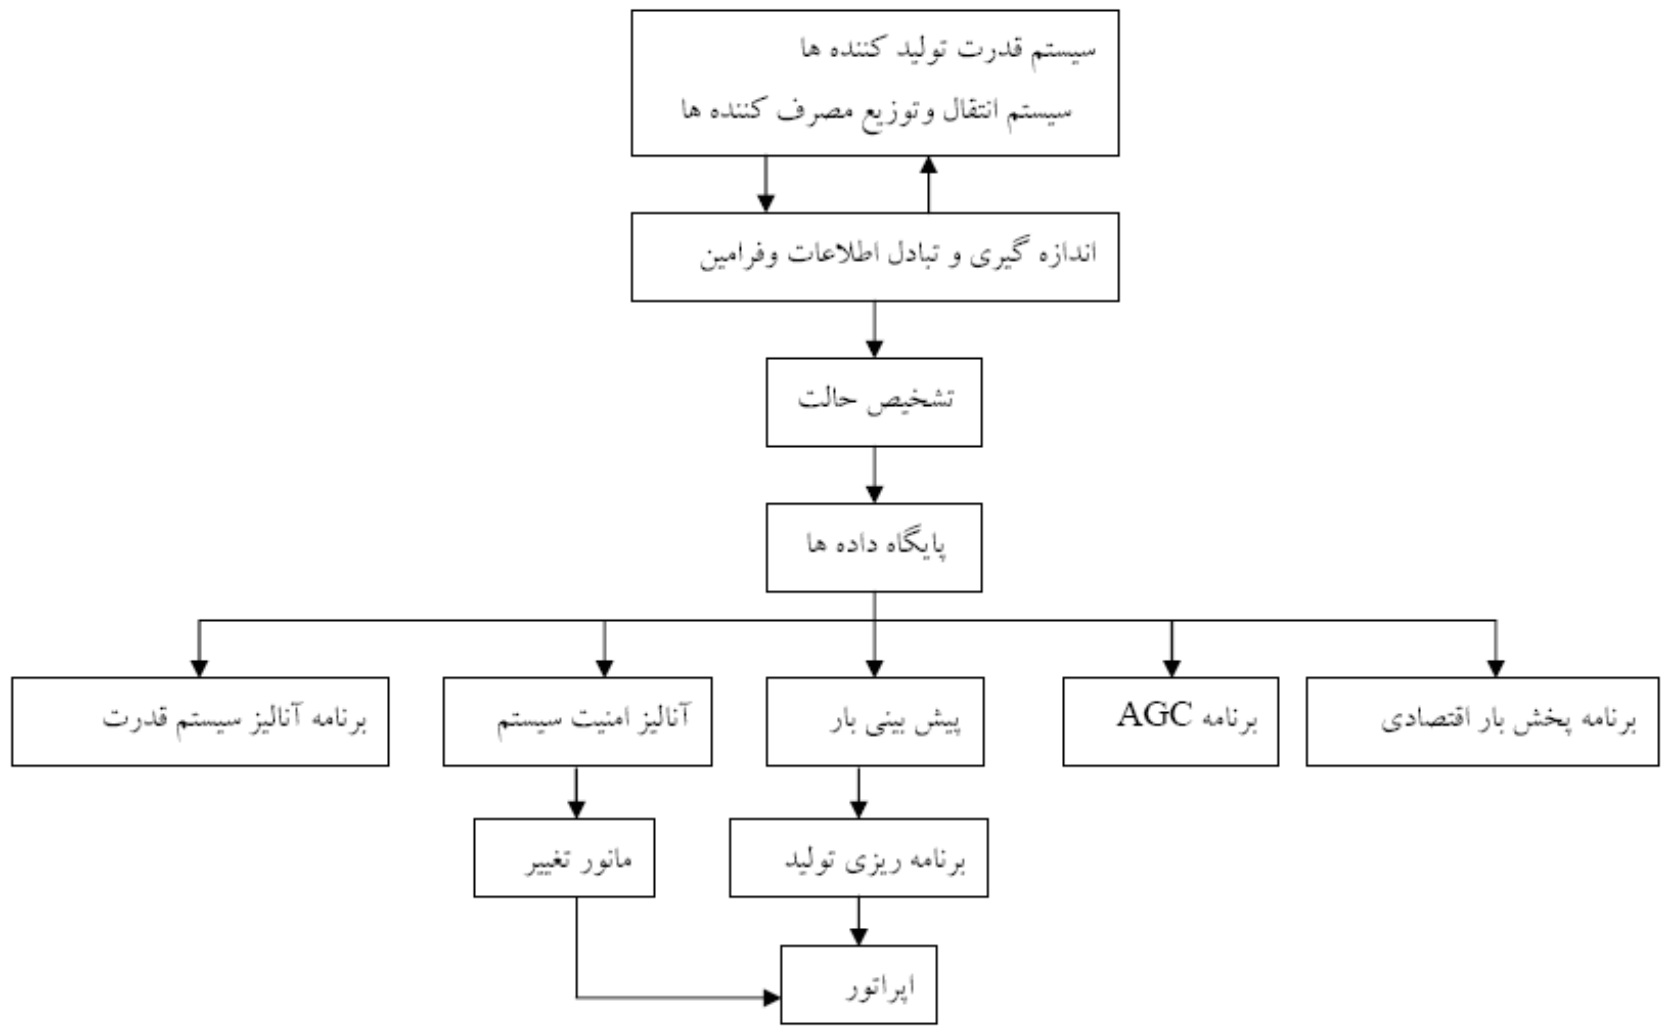 سیستم قدرت تولید کننده ها
سیستم انتقال وتوزیع مصرف کننده ها
اندازه گیری و تبادل اطلاعات وفرامین
تشخیص حالت
پایگاه داده ها
برنامه پخش بار اقتصادی
برنامه AGC
پیش بینی بار
آنالیز امنیت سیستم
برنامه آنالیز سیستم قدرت
برنامه ریزی تولید
مانور تغییر
اپراتور